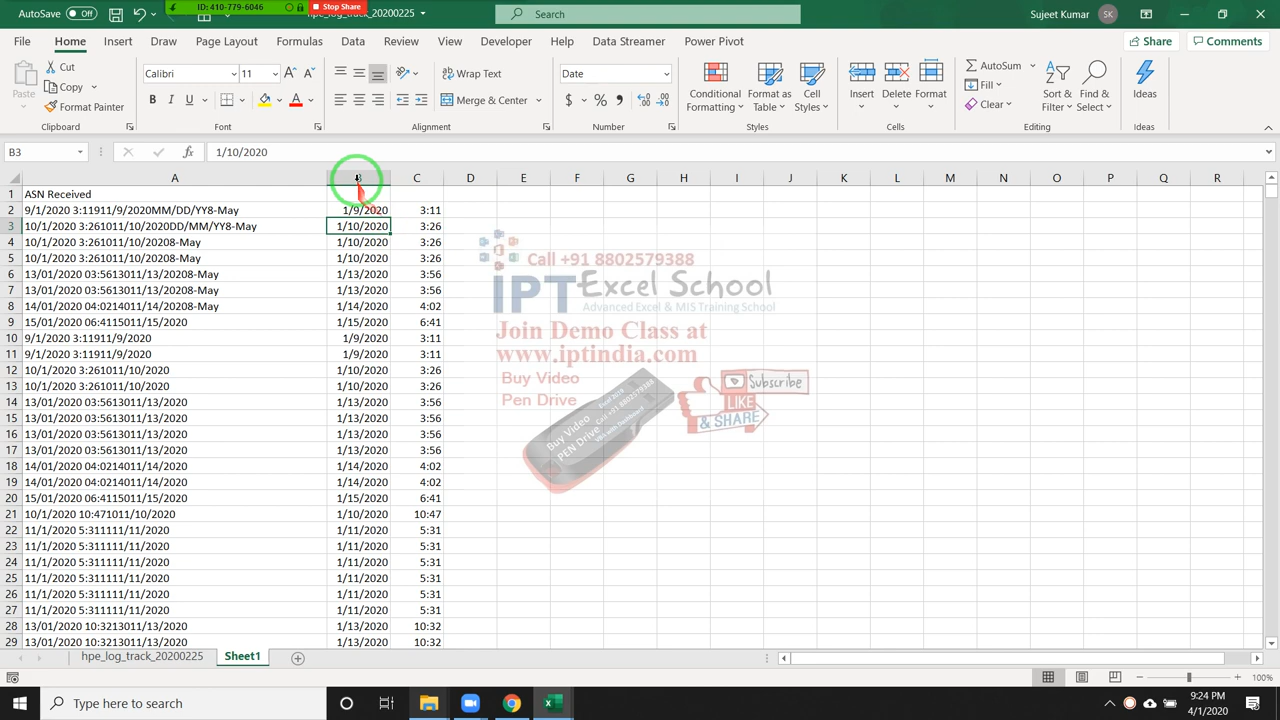 AutoSave Off hpe_log_track_20200225 Search Sujeet Kumar SK
ID: 410-779-6046 Stop Share
File Home Insert Draw Page Layout Formulas Data Review View Developer Help Data Streamer Power Pivot Share Comments
Paste Cut Copy Format Painter
Calibri 11 B I U A
Wrap Text Merge & Center
Date $ % ,
Conditional Formatting Format as Table Cell Styles
Insert Delete Format
AutoSum Fill Clear Sort & Filter Find & Select Ideas
Clipboard Font Alignment Number Styles Cells Editing Ideas
B3 fx 1/10/2020
A B C D E F G H I J K L M N O P Q R
1 ASN Received
2 9/1/2020 3:11911/9/2020MM/DD/YY8-May 1/9/2020 3:11
3 10/1/2020 3:261011/10/2020DD/MM/YY8-May 1/10/2020 3:26
4 10/1/2020 3:261011/10/20208-May 1/10/2020 3:26
5 10/1/2020 3:261011/10/20208-May 1/10/2020 3:26
6 13/01/2020 03:5613011/13/20208-May 1/13/2020 3:56
7 13/01/2020 03:5613011/13/20208-May 1/13/2020 3:56
8 14/01/2020 04:0214011/14/20208-May 1/14/2020 4:02
9 15/01/2020 06:4115011/15/2020 1/15/2020 6:41
10 9/1/2020 3:11911/9/2020 1/9/2020 3:11
11 9/1/2020 3:11911/9/2020 1/9/2020 3:11
12 10/1/2020 3:261011/10/2020 1/10/2020 3:26
13 10/1/2020 3:261011/10/2020 1/10/2020 3:26
14 13/01/2020 03:5613011/13/2020 1/13/2020 3:56
15 13/01/2020 03:5613011/13/2020 1/13/2020 3:56
16 13/01/2020 03:5613011/13/2020 1/13/2020 3:56
17 13/01/2020 03:5613011/13/2020 1/13/2020 3:56
18 14/01/2020 04:0214011/14/2020 1/14/2020 4:02
19 14/01/2020 04:0214011/14/2020 1/14/2020 4:02
20 15/01/2020 06:4115011/15/2020 1/15/2020 6:41
21 10/1/2020 10:471011/10/2020 1/10/2020 10:47
22 11/1/2020 5:311111/11/2020 1/11/2020 5:31
23 11/1/2020 5:311111/11/2020 1/11/2020 5:31
24 11/1/2020 5:311111/11/2020 1/11/2020 5:31
25 11/1/2020 5:311111/11/2020 1/11/2020 5:31
26 11/1/2020 5:311111/11/2020 1/11/2020 5:31
27 11/1/2020 5:311111/11/2020 1/11/2020 5:31
28 13/01/2020 10:3213011/13/2020 1/13/2020 10:32
29 13/01/2020 10:3213011/13/2020 1/13/2020 10:32
Call +91 8802579388
IPT Excel School
Advanced Excel & MIS Training School
Join Demo Class at
www.iptindia.com
Buy Video
Pen Drive
Subscribe
LIKE
& SHARE
Buy Video
PEN Drive
hpe_log_track_20200225 Sheet1
100%
Type here to search
9:24 PM
4/1/2020